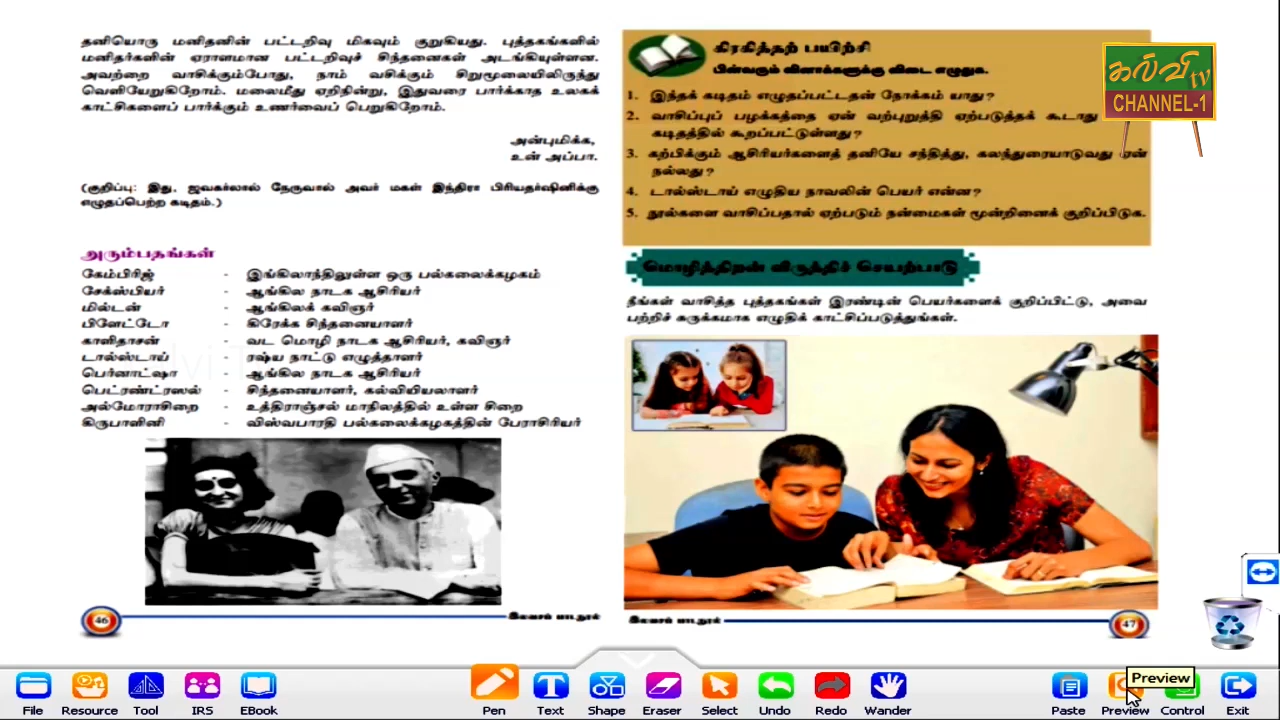 தனியொரு மனிதனின் பட்டறிவு மிகவும் குறுகியது. புத்தகங்களில்
மனிதர்களின் ஏராளமான பட்டறிவுச் சிந்தனைகள் அடங்கியுள்ளன.
அவற்றை வாசிக்கும்போது, நாம் வசிக்கும் சிறுமூலையிலிருந்து
வெளியேறுகிறோம். மலைமீது ஏறிநின்று, இதுவரை பார்க்காத உலகக்
காட்சிகளைப் பார்க்கும் உணர்வைப் பெறுகிறோம்.
அன்புமிக்க,
உன் அப்பா.
(குறிப்பு: இது, ஜவகர்லால் நேருவால் அவர் மகள் இந்திரா பிரியதர்ஷினிக்கு
எழுதப்பெற்ற கடிதம்.)
அரும்பதங்கள்
கேம்பிரிஜ் - இங்கிலாந்திலுள்ள ஒரு பல்கலைக்கழகம்
சேக்ஸ்பியர் - ஆங்கில நாடக ஆசிரியர்
மில்டன் - ஆங்கிலக் கவிஞர்
பிளேட்டோ - கிரேக்க சிந்தனையாளர்
காளிதாசன் - வட மொழி நாடக ஆசிரியர், கவிஞர்
டால்ஸ்டாய் - ரஷ்ய நாட்டு எழுத்தாளர்
பெர்னாட்ஷா - ஆங்கில நாடக ஆசிரியர்
பெட்ரண்ட்ரஸல் - சிந்தனையாளர், கல்வியியலாளர்
அல்மோராசிறை - உத்திராஞ்சல் மாநிலத்தில் உள்ள சிறை
கிருபாளினி - விஸ்வபாரதி பல்கலைக்கழகத்தின் பேராசிரியர்
46 இலவசப் பாடநூல்
கிரகித்தற் பயிற்சி
பின்வரும் வினாக்களுக்கு விடை எழுதுக.
1. இந்தக் கடிதம் எழுதப்பட்டதன் நோக்கம் யாது?
2. வாசிப்புப் பழக்கத்தை ஏன் வற்புறுத்தி ஏற்படுத்தக் கூடாது
கடிதத்தில் கூறப்பட்டுள்ளது?
3. கற்பிக்கும் ஆசிரியர்களைத் தனியே சந்தித்து, கலந்துரையாடுவது ஏன்
நல்லது?
4. டால்ஸ்டாய் எழுதிய நாவலின் பெயர் என்ன?
5. நூல்களை வாசிப்பதால் ஏற்படும் நன்மைகள் மூன்றினைக் குறிப்பிடுக.
மொழித்திறன் விருத்திச் செயற்பாடு
நீங்கள் வாசித்த புத்தகங்கள் இரண்டின் பெயர்களைக் குறிப்பிட்டு, அவை
பற்றிச் சுருக்கமாக எழுதிக் காட்சிப்படுத்துங்கள்.
இலவசப் பாடநூல் 47
கல்வி TV
CHANNEL-1
Preview
File Resource Tool IRS EBook Pen Text Shape Eraser Select Undo Redo Wander Paste Preview Control Exit